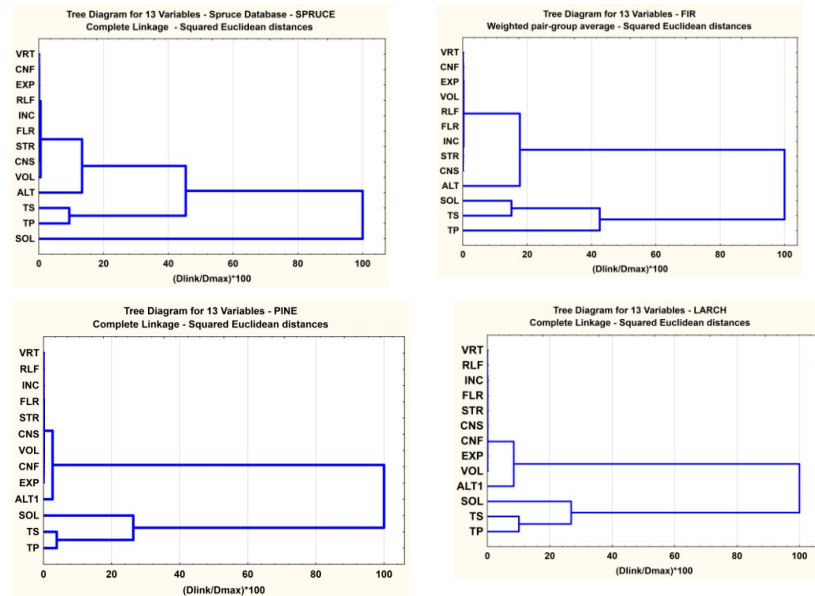 Tree Diagram for 13 Variables - Spruce Database - SPRUCE
Complete Linkage - Squared Euclidean distances
VRT
CNF
EXP
RLF
INC
FLR
STR
CNS
VOL
ALT
TS
TP
SOL
0 20 40 60 80 100
(Dlink/Dmax)*100
Tree Diagram for 13 Variables - FIR
Weighted pair-group average - Squared Euclidean distances
VRT
CNF
EXP
VOL
RLF
FLR
INC
STR
CNS
ALT
SOL
TS
TP
0 20 40 60 80 100
(Dlink/Dmax)*100
Tree Diagram for 13 Variables - PINE
Complete Linkage - Squared Euclidean distances
VRT
RLF
INC
FLR
STR
CNS
VOL
CNF
EXP
ALT1
SOL
TS
TP
0 20 40 60 80 100
(Dlink/Dmax)*100
Tree Diagram for 13 Variables - LARCH
Complete Linkage - Squared Euclidean distances
VRT
RLF
INC
FLR
STR
CNS
CNF
EXP
VOL
ALT1
SOL
TS
TP
0 20 40 60 80 100
(Dlink/Dmax)*100